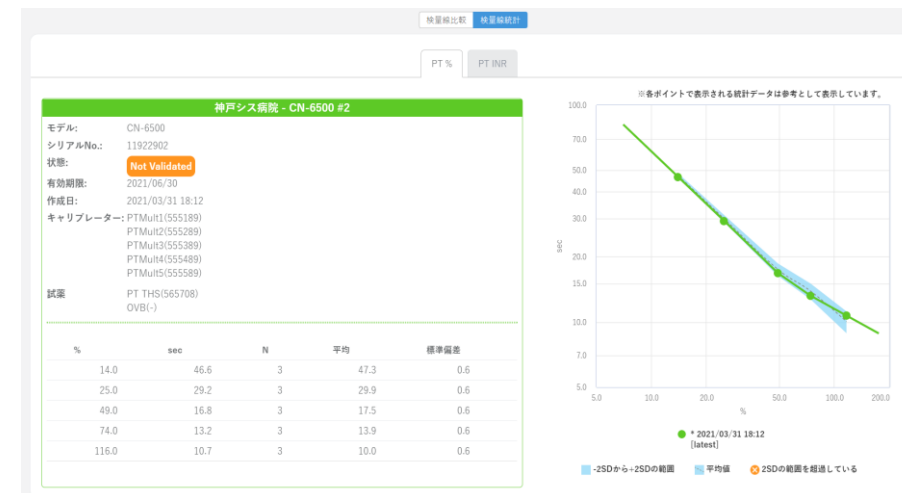 検量線比較 検量線統計
PT % PT INR
神戸シス病院 - CN-6500 #2
モデル: CN-6500
シリアルNo.: 11922902
状態: Not Validated
有効期限: 2021/06/30
作成日: 2021/03/31 18:12
キャリブレーター: PTMult1(555189)
PTMult2(555289)
PTMult3(555389)
PTMult4(555489)
PTMult5(555589)
試薬 PT THS(565708)
OVB(-)
% sec N 平均 標準偏差
14.0 46.6 3 47.3 0.6
25.0 29.2 3 29.9 0.6
49.0 16.8 3 17.5 0.6
74.0 13.2 3 13.9 0.6
116.0 10.7 3 10.0 0.6
※各ポイントで表示される統計データは参考として表示しています。
100.0
70.0
50.0
40.0
30.0
sec
20.0
15.0
10.0
7.0
5.0
5.0 10.0 20.0 50.0 100.0 200.0
%
* 2021/03/31 18:12
[latest]
-2SDから+2SDの範囲 平均値 2SDの範囲を超過している